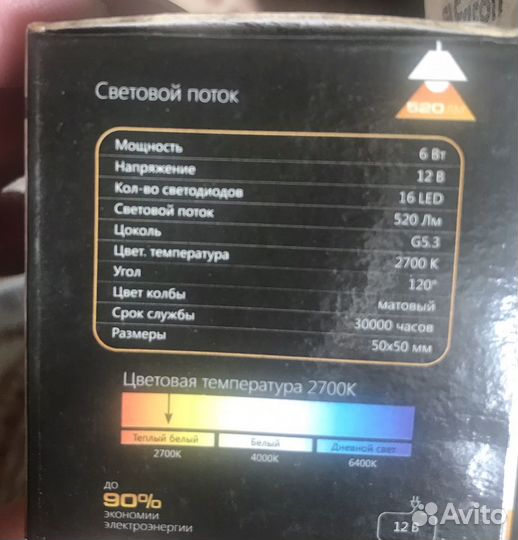 Световой поток
520 лм
Мощность 6 Вт
Напряжение 12 В
Кол-во светодиодов 16 LED
Световой поток 520 Лм
Цоколь G5.3
Цвет. температура 2700 К
Угол 120°
Цвет колбы матовый
Срок службы 30000 часов
Размеры 50x50 мм
Цветовая температура 2700К
Теплый белый Белый Дневной свет
2700К 4000К 6400К
до
90%
экономии
электроэнергии
12 В
Avito